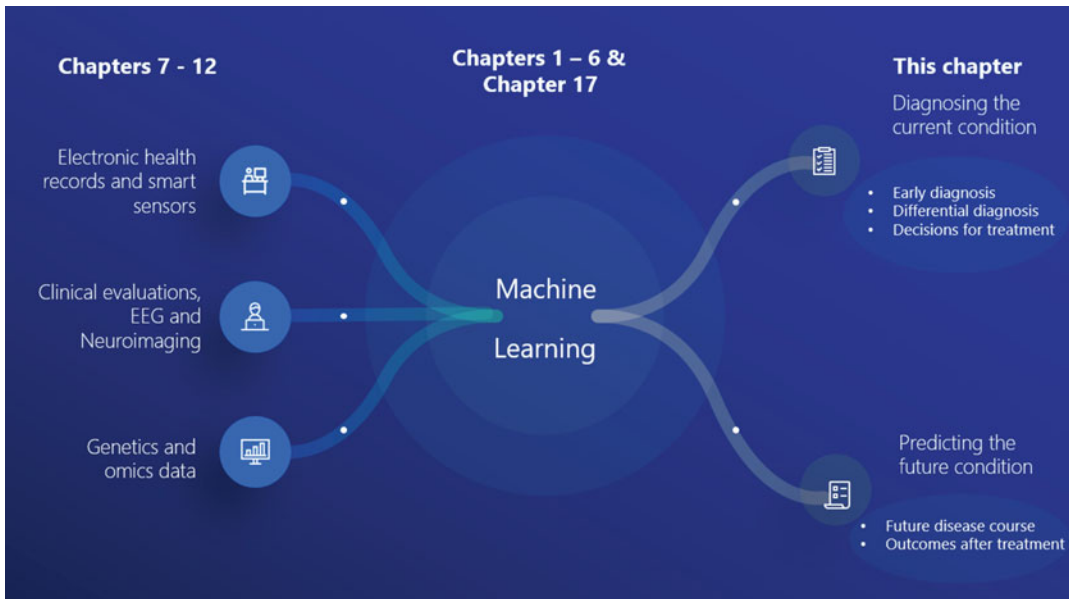 Chapters 7 - 12
Electronic health
records and smart
sensors
Clinical evaluations,
EEG and
Neuroimaging
Genetics and
omics data
Chapters 1 – 6 &
Chapter 17
Machine
Learning
This chapter
Diagnosing the
current condition
• Early diagnosis
• Differential diagnosis
• Decisions for treatment
Predicting the
future condition
• Future disease course
• Outcomes after treatment